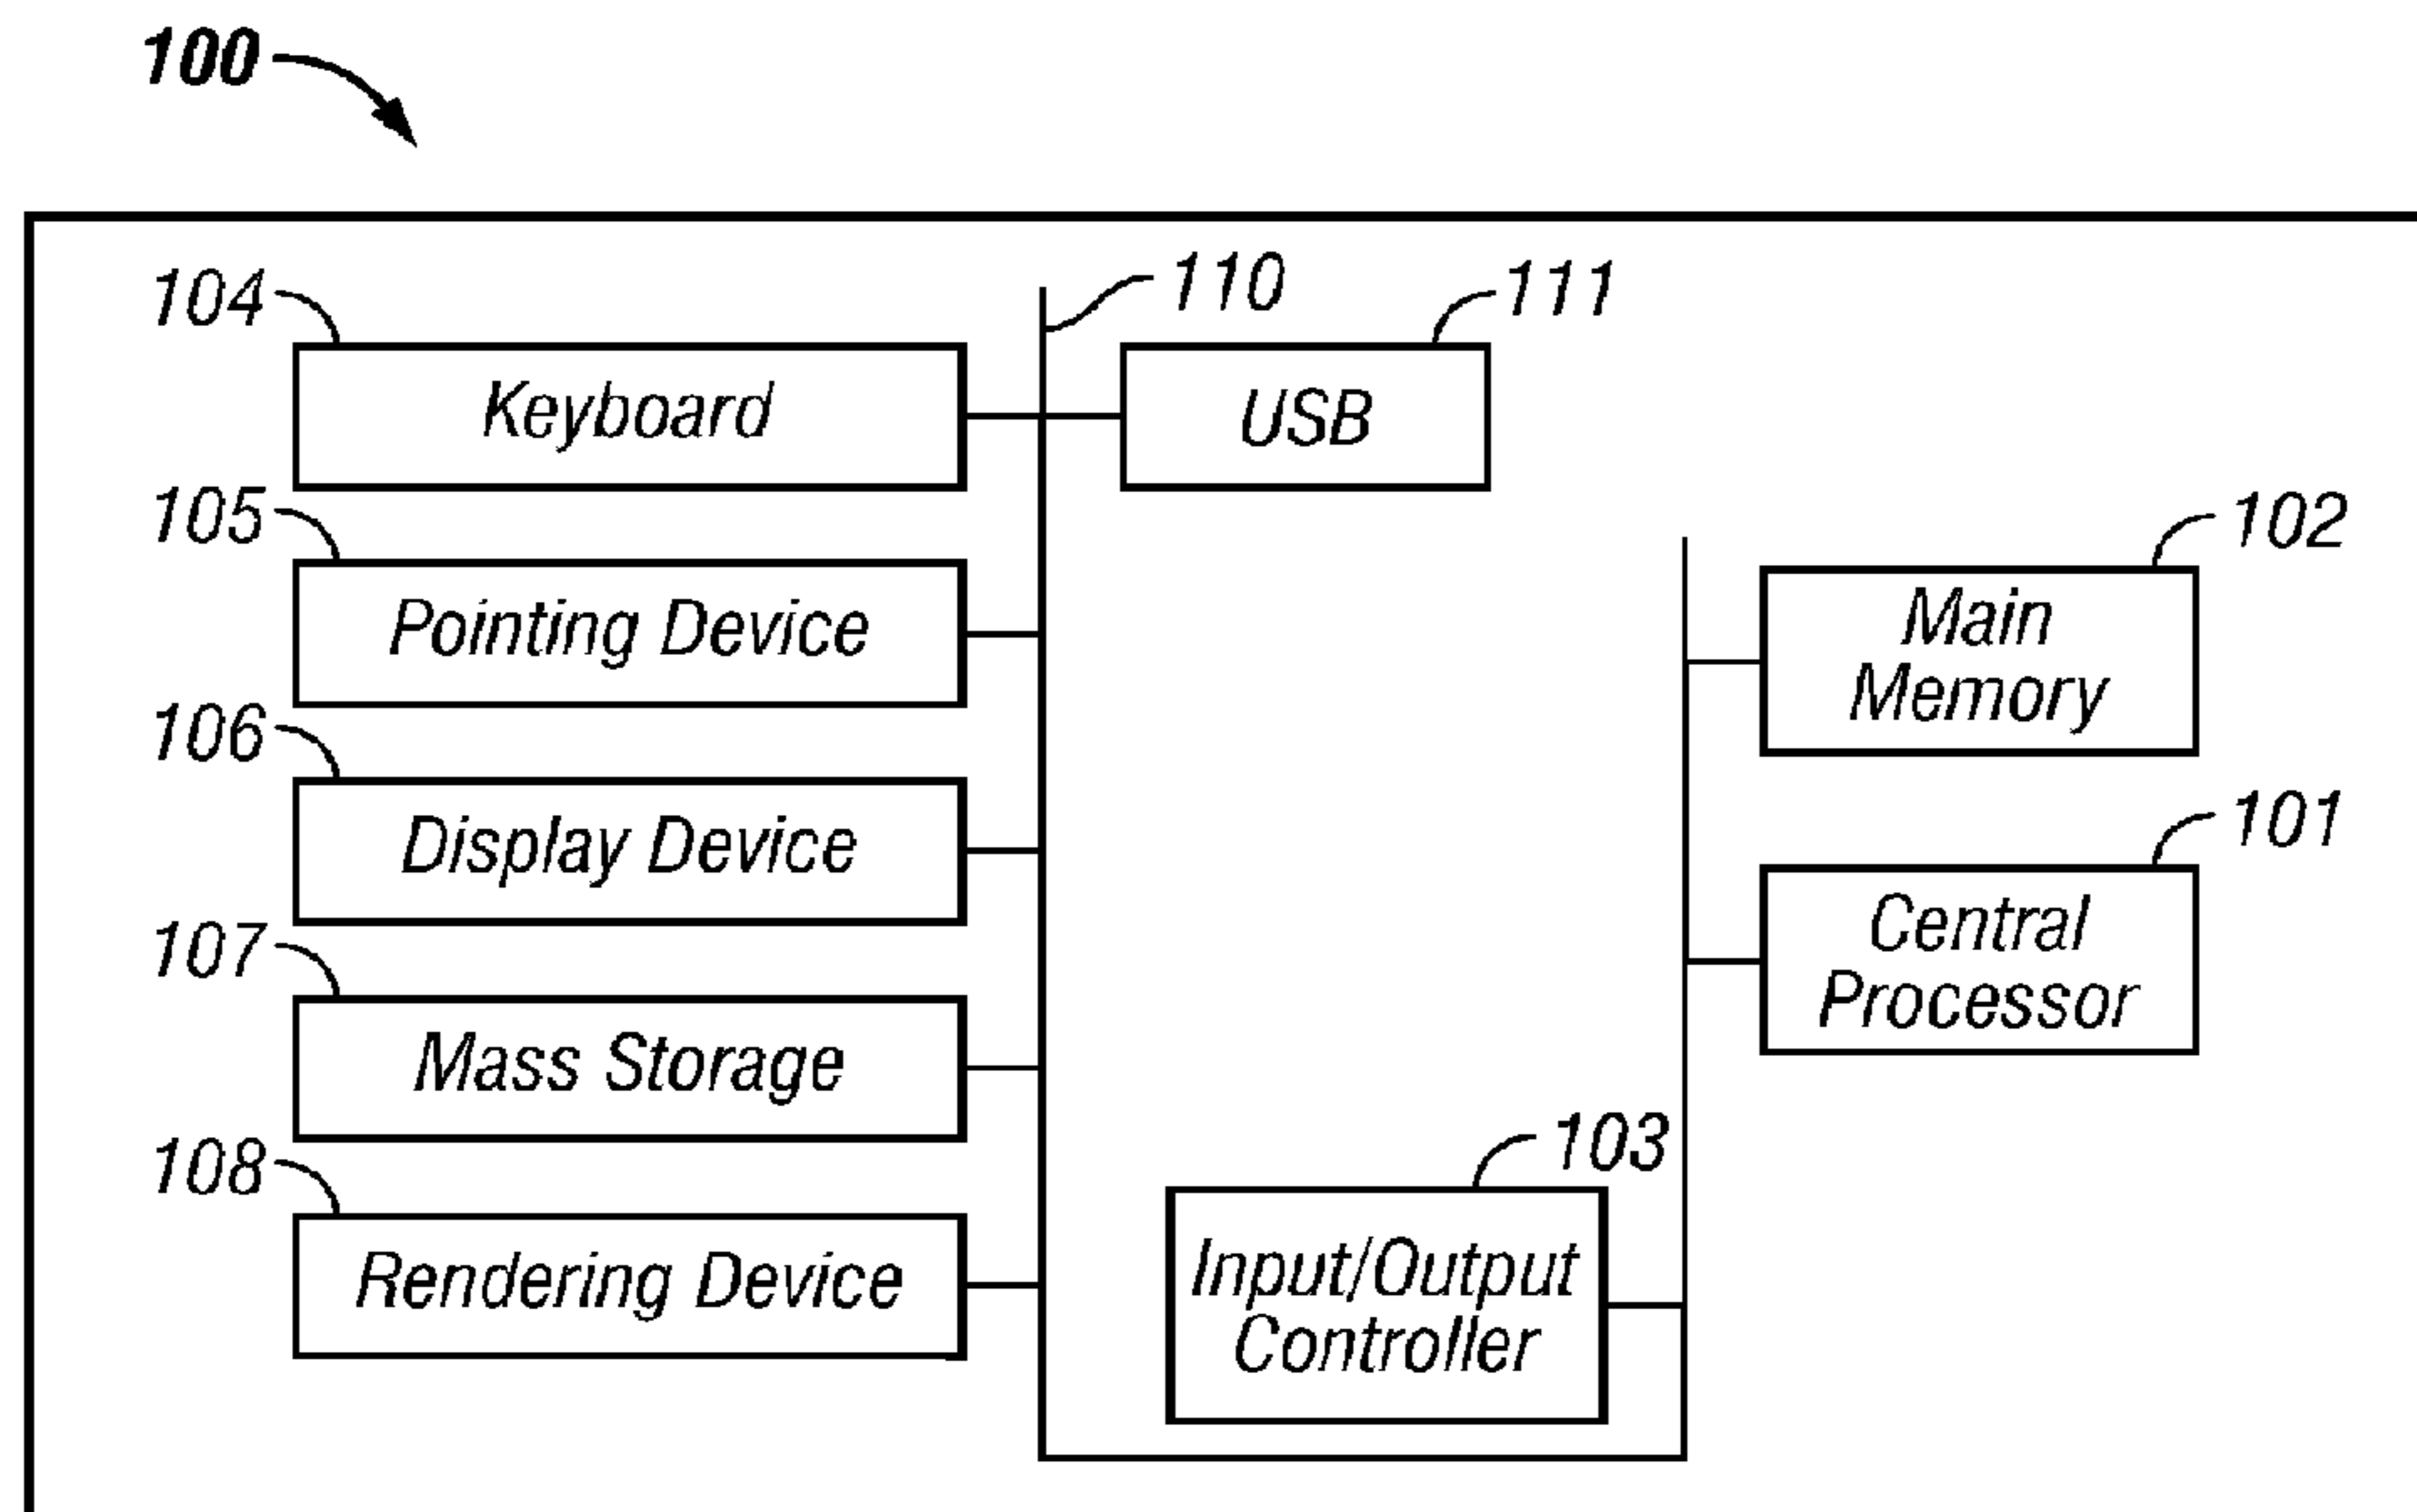 100
104
110
111
Keyboard
USB
105
102
Pointing Device
Main
Memory
106
101
Display Device
Central
Processor
107
Mass Storage
103
108
Rendering Device
Input/Output
Controller